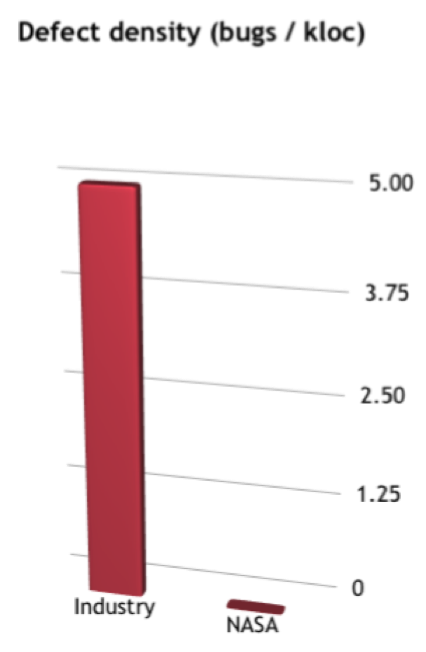 Defect density (bugs / kloc)
5.00
3.75
2.50
1.25
0
Industry
NASA